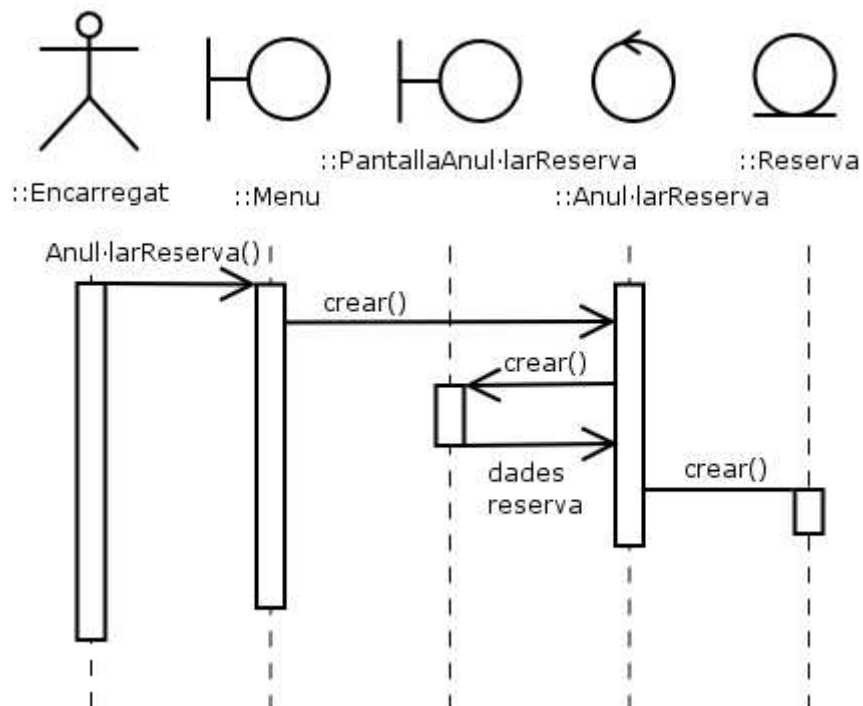 ::PantallaAnul·larReserva
::Reserva
::Encarregat
::Menu
::Anul·larReserva
Anul·larReserva()
crear()
crear()
dades
reserva
crear()